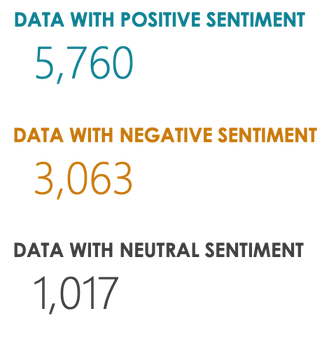 DATA WITH POSITIVE SENTIMENT
5,760
DATA WITH NEGATIVE SENTIMENT
3,063
DATA WITH NEUTRAL SENTIMENT
1,017